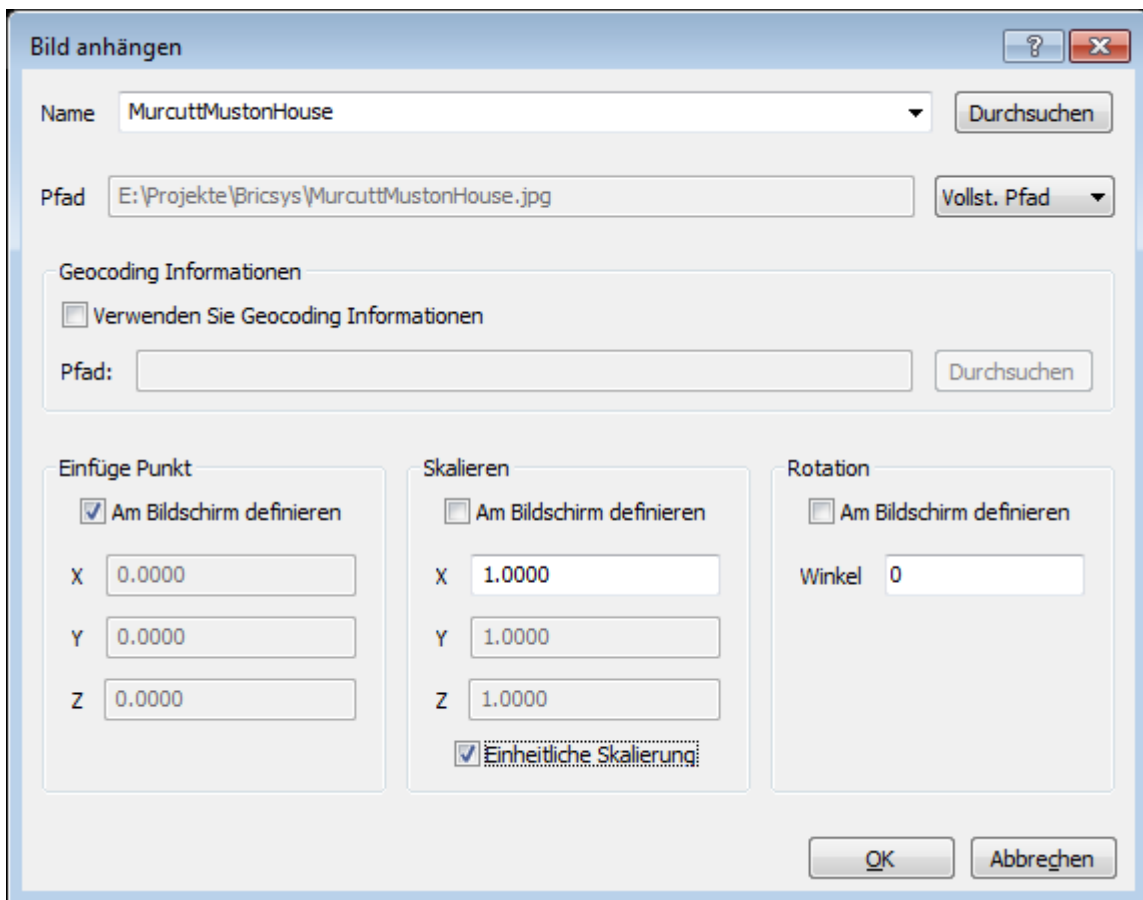 Bild anhängen
Name MurcuttMustonHouse Durchsuchen
Pfad E:\Projekte\Bricsys\MurcuttMustonHouse.jpg Vollst. Pfad
Geocoding Informationen
Verwenden Sie Geocoding Informationen
Pfad: Durchsuchen
Einfüge Punkt Skalieren Rotation
Am Bildschirm definieren Am Bildschirm definieren Am Bildschirm definieren
X 0.0000 X 1.0000 Winkel 0
Y 0.0000 Y 1.0000
Z 0.0000 Z 1.0000
Einheitliche Skalierung
OK Abbrechen